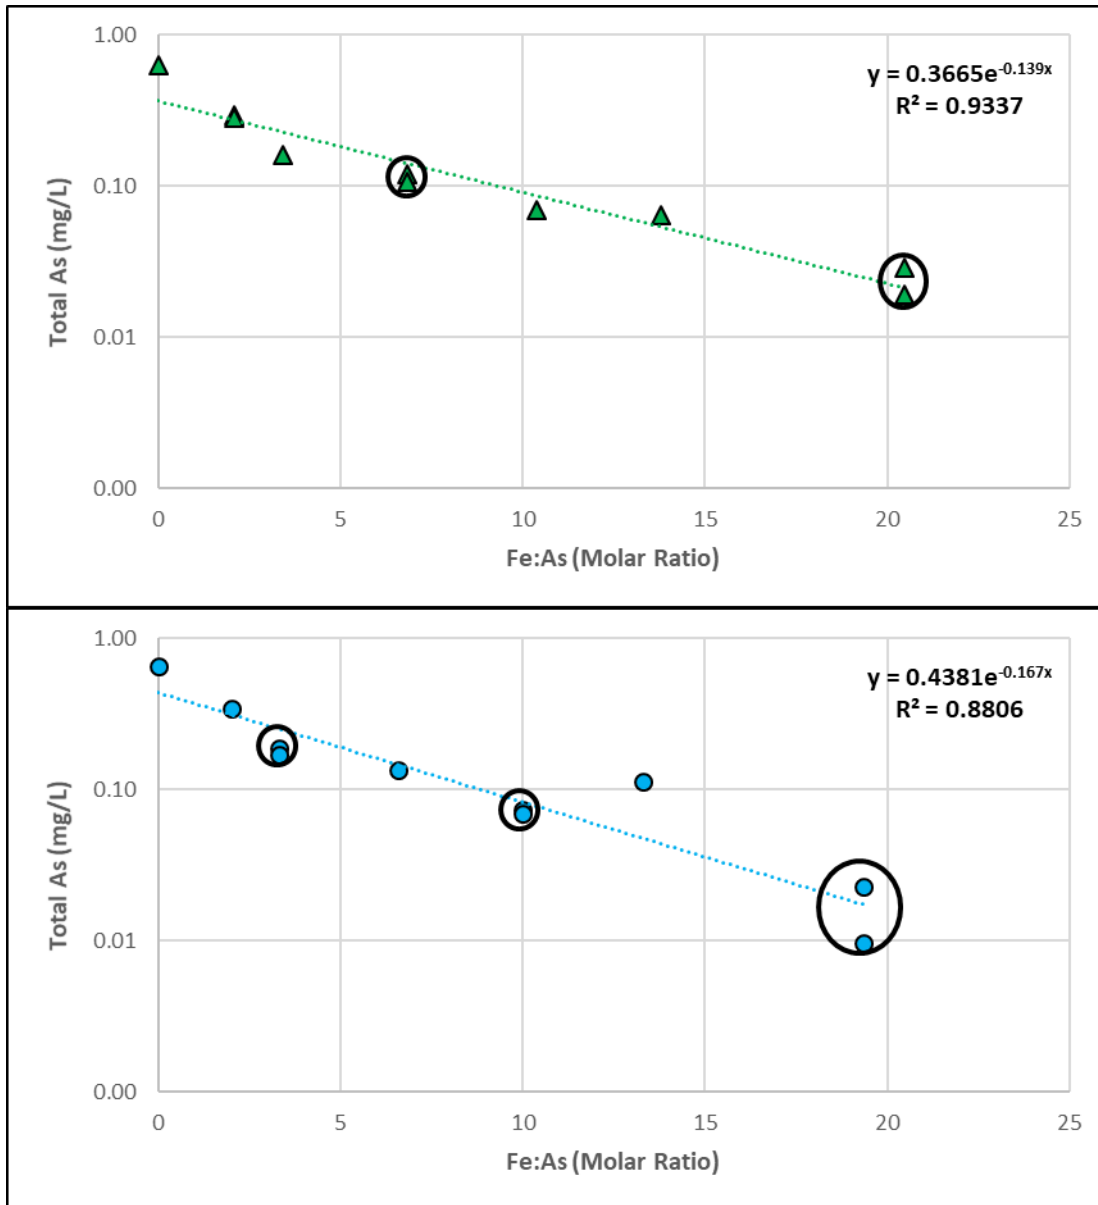 1.00
0.10
0.01
0.00
Total As (mg/L)
y = 0.3665e^-0.139x
R² = 0.9337
0 5 10 15 20 25
Fe:As (Molar Ratio)
1.00
0.10
0.01
0.00
Total As (mg/L)
y = 0.4381e^-0.167x
R² = 0.8806
0 5 10 15 20 25
Fe:As (Molar Ratio)